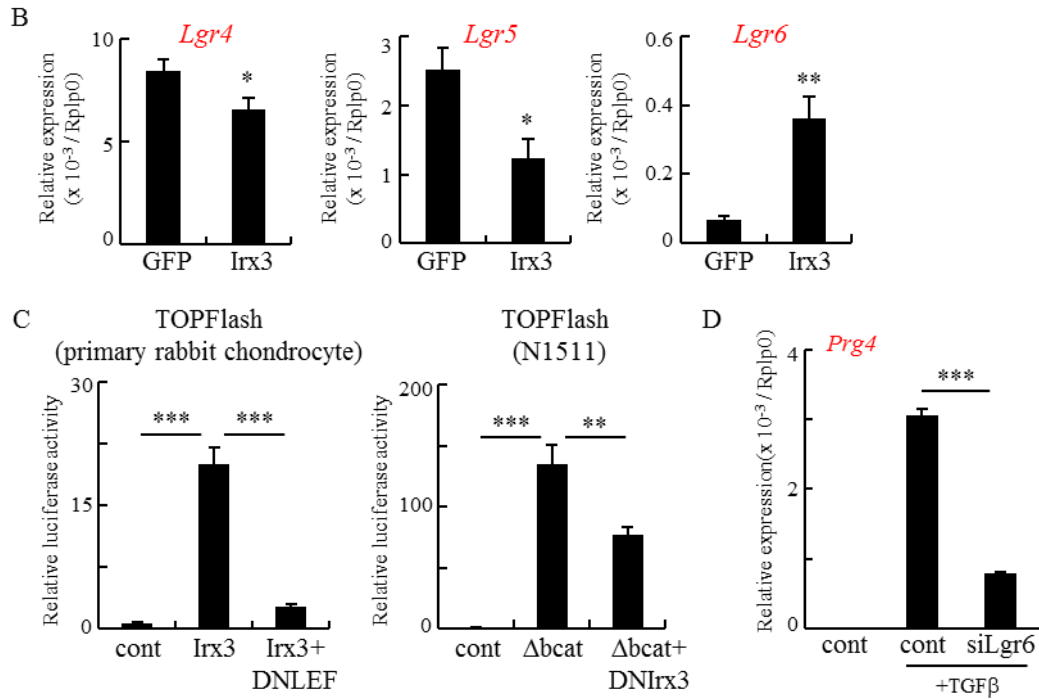 B
Lgr4
Relative expression
(x 10⁻³ / Rplp0)
10
5
0
*
GFP Irx3
Lgr5
Relative expression
(x 10⁻³ / Rplp0)
3
2
1
0
*
GFP Irx3
Lgr6
Relative expression
(x 10⁻³ / Rplp0)
0.6
0.4
0.2
0
**
GFP Irx3
C
TOPFlash
(primary rabbit chondrocyte)
Relative luciferase activity
30
15
0
*** ***
cont Irx3 Irx3+
DNLEF
TOPFlash
(N1511)
Relative luciferase activity
200
100
0
*** **
cont Δbcat Δbcat+
DNIrx3
D
Prg4
Relative expression(x 10⁻³ / Rplp0)
4
2
0
***
cont cont siLgr6
+TGFβ